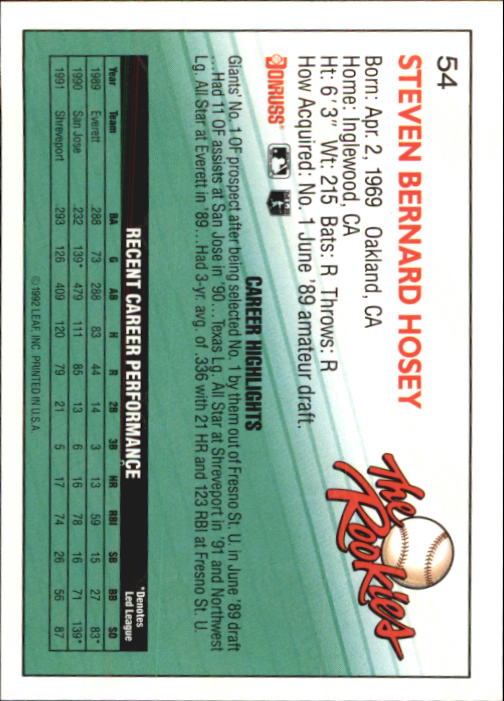 54
STEVEN BERNARD HOSEY
Born: Apr. 2, 1969 Oakland, CA
Home: Inglewood, CA
Ht: 6'3" Wt: 215 Bats: R Throws: R
How Acquired: No. 1 June '89 amateur draft.
The
Rookies
DONRUSS
CAREER HIGHLIGHTS
Giants' No. 1 OF prospect after being selected No. 1 by them out of Fresno St. U. in June '89 draft
...Had 11 OF assists at San Jose in '90...Texas Lg. All Star at Shreveport in '91 and Northwest
Lg. All Star at Everett in '89...Had 3-yr. avg. of .336 with 21 HR and 123 RBI at Fresno St. U.
RECENT CAREER PERFORMANCE
*Denotes
Led League
Year Team BA G AB H R 2B 3B HR RBI SB BB SO
1989 Everett 288 73 288 83 44 14 3 13 59 15 27 83*
1990 San Jose 232 139* 479 111 85 13 6 16 78 16 71 139*
1991 Shreveport 293 126 409 120 79 21 5 17 74 26 56 87
©1992 LEAF, INC. PRINTED IN U.S.A.